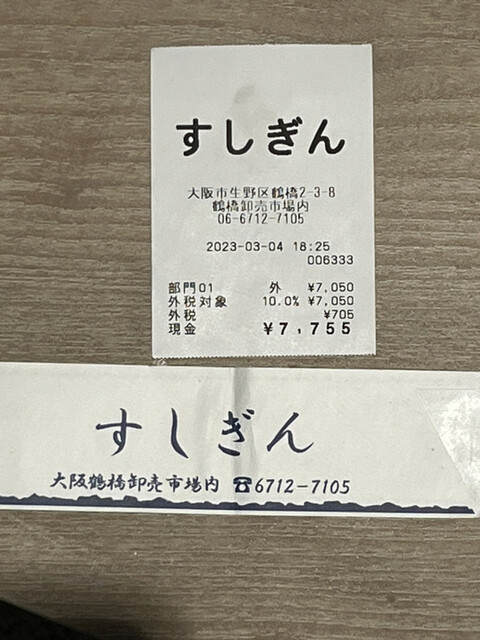 すしぎん
大阪市生野区鶴橋2-3-8
鶴橋卸売市場内
06-6712-7105
2023-03-04 18:25
006333
部門01 外 ¥7,050
外税対象 10.0% ¥7,050
外税 ¥705
現金 ¥7,755
すしぎん
大阪鶴橋卸売市場内 ☎6712-7105